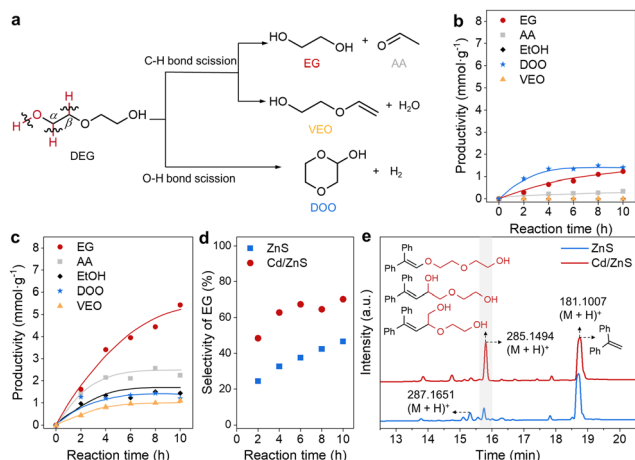 a
HO
OH
+
O
EG
AA
C-H bond scission
H
H
O
α
β
O
OH
H
DEG
HO
O
+ H₂O
VEO
O-H bond scission
O
OH
O
+ H₂
DOO
b
EG
AA
EtOH
DOO
VEO
Productivity (mmol·g⁻¹)
8
7
6
5
4
3
2
1
0
0 2 4 6 8 10
Reaction time (h)
c
EG
AA
EtOH
DOO
VEO
Productivity (mmol·g⁻¹)
8
7
6
5
4
3
2
1
0
0 2 4 6 8 10
Reaction time (h)
d
ZnS
Cd/ZnS
Selectivity of EG (%)
100
80
60
40
20
0
0 2 4 6 8 10
Reaction time (h)
e
ZnS
Cd/ZnS
Ph
Ph
O
O
OH
Ph
OH
Ph
O
OH
Ph
OH
Ph
O
OH
285.1494
(M + H)⁺
181.1007
(M + H)⁺
Ph
Ph
287.1651
(M + H)⁺
Intensity (a.u.)
13 14 15 16 17 18 19 20
Time (min)